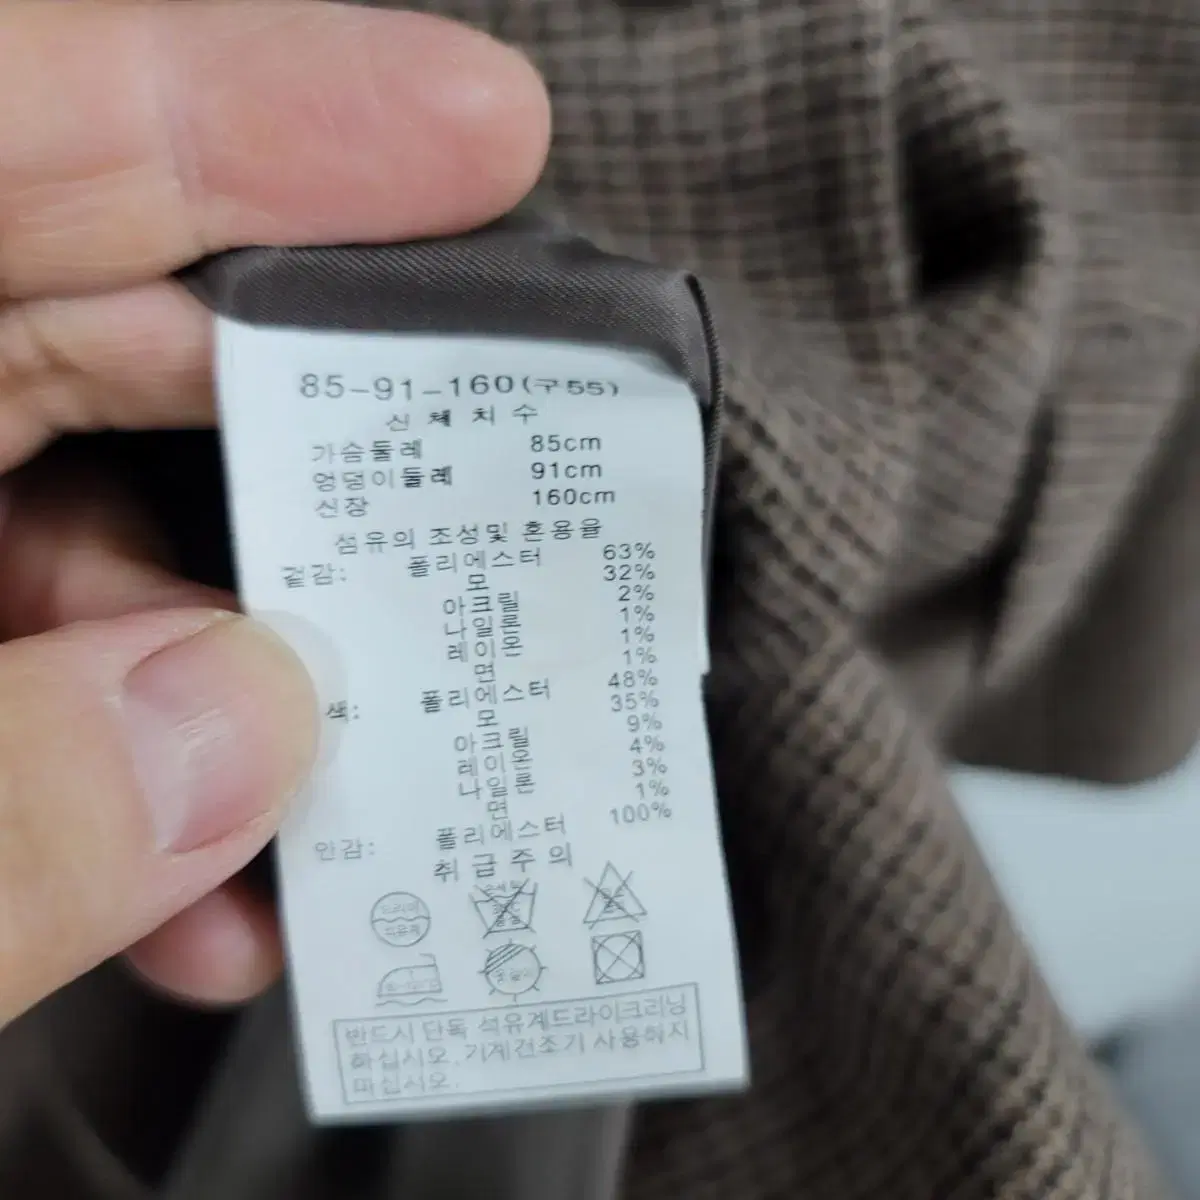 85-91-160(구55)
신체치수
가슴둘레 85cm
엉덩이둘레 91cm
신장 160cm
섬유의 조성및 혼용율
겉감: 폴리에스터 63%
모 32%
아크릴 2%
나일론 1%
레이온 1%
면 1%
색: 폴리에스터 48%
모 35%
아크릴 9%
레이온 4%
나일론 3%
면 1%
안감: 폴리에스터 100%
취급주의
드라이
석유계
반드시 단독 석유계드라이크리닝
하십시오. 기계건조기 사용하지
마십시오.